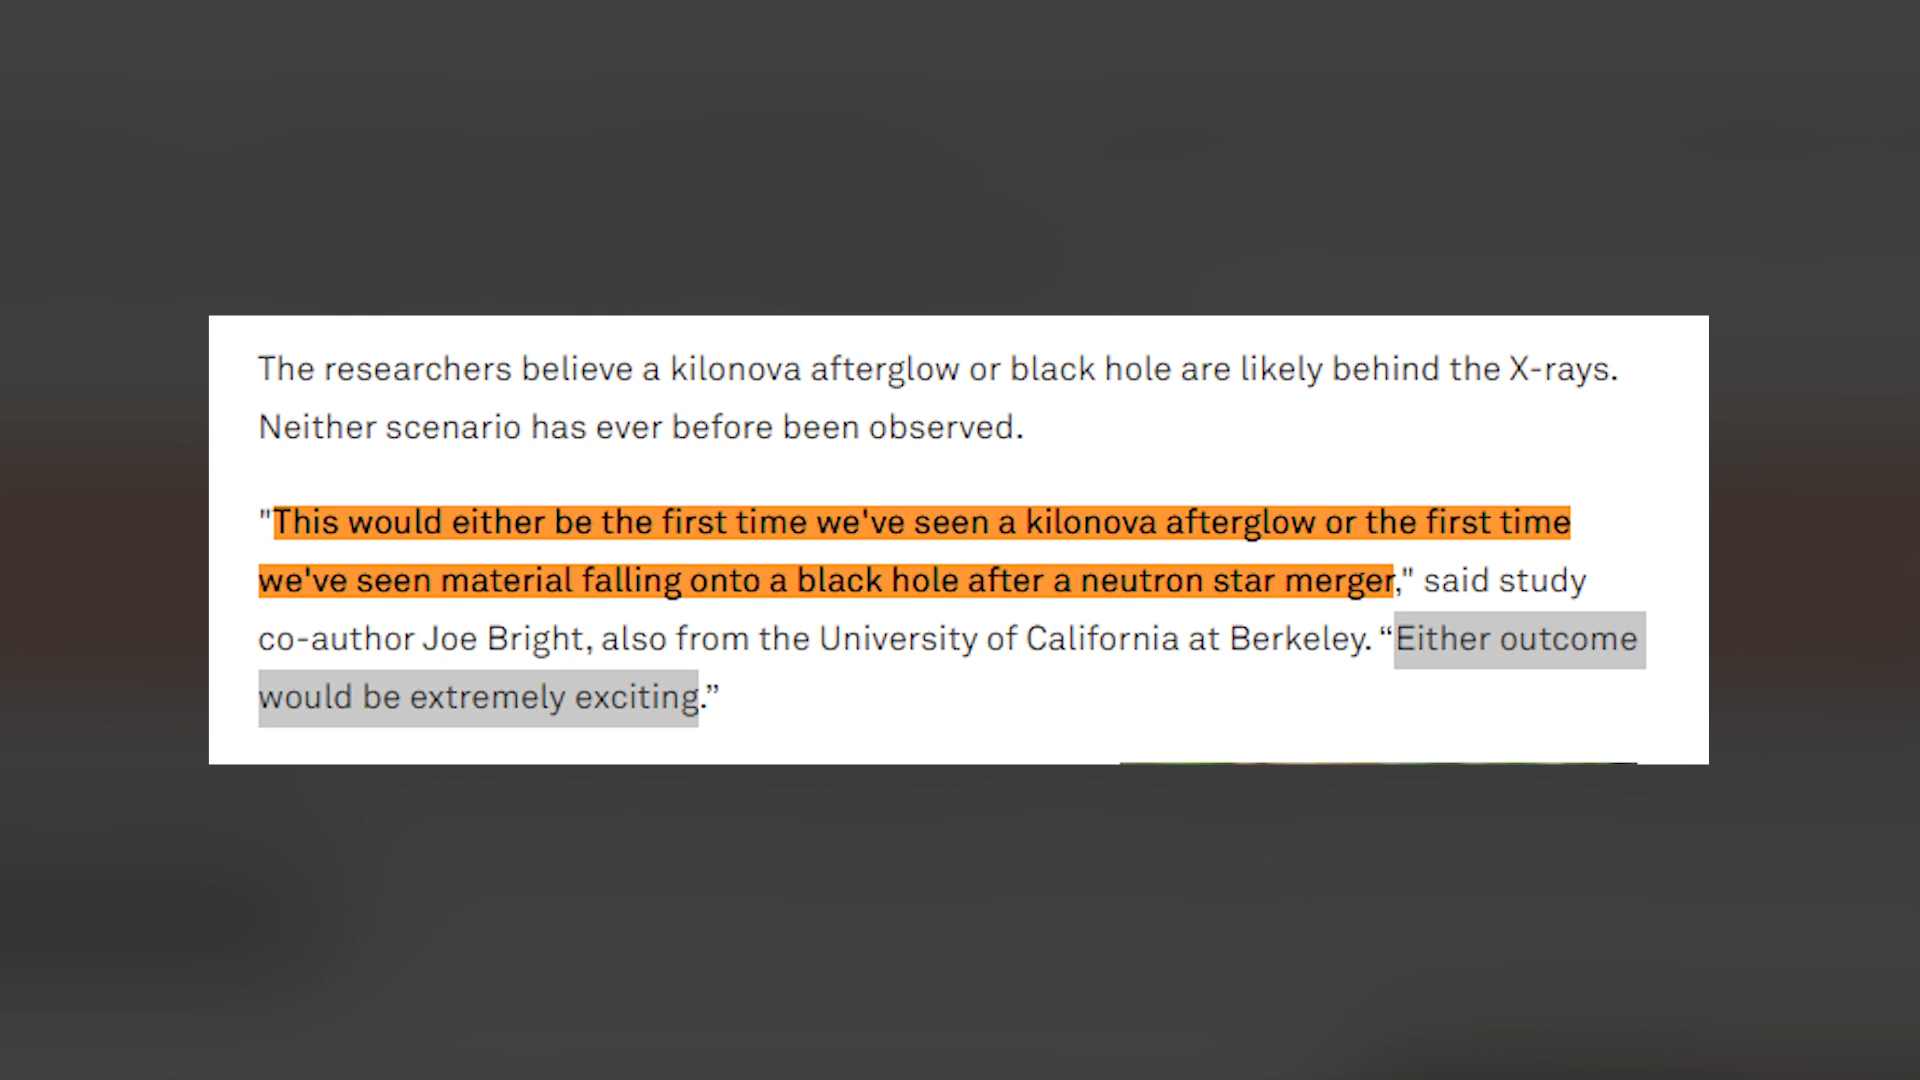 The researchers believe a kilonova afterglow or black hole are likely behind the X-rays.
Neither scenario has ever before been observed.
"This would either be the first time we've seen a kilonova afterglow or the first time
we've seen material falling onto a black hole after a neutron star merger," said study
co-author Joe Bright, also from the University of California at Berkeley. “Either outcome
would be extremely exciting.”